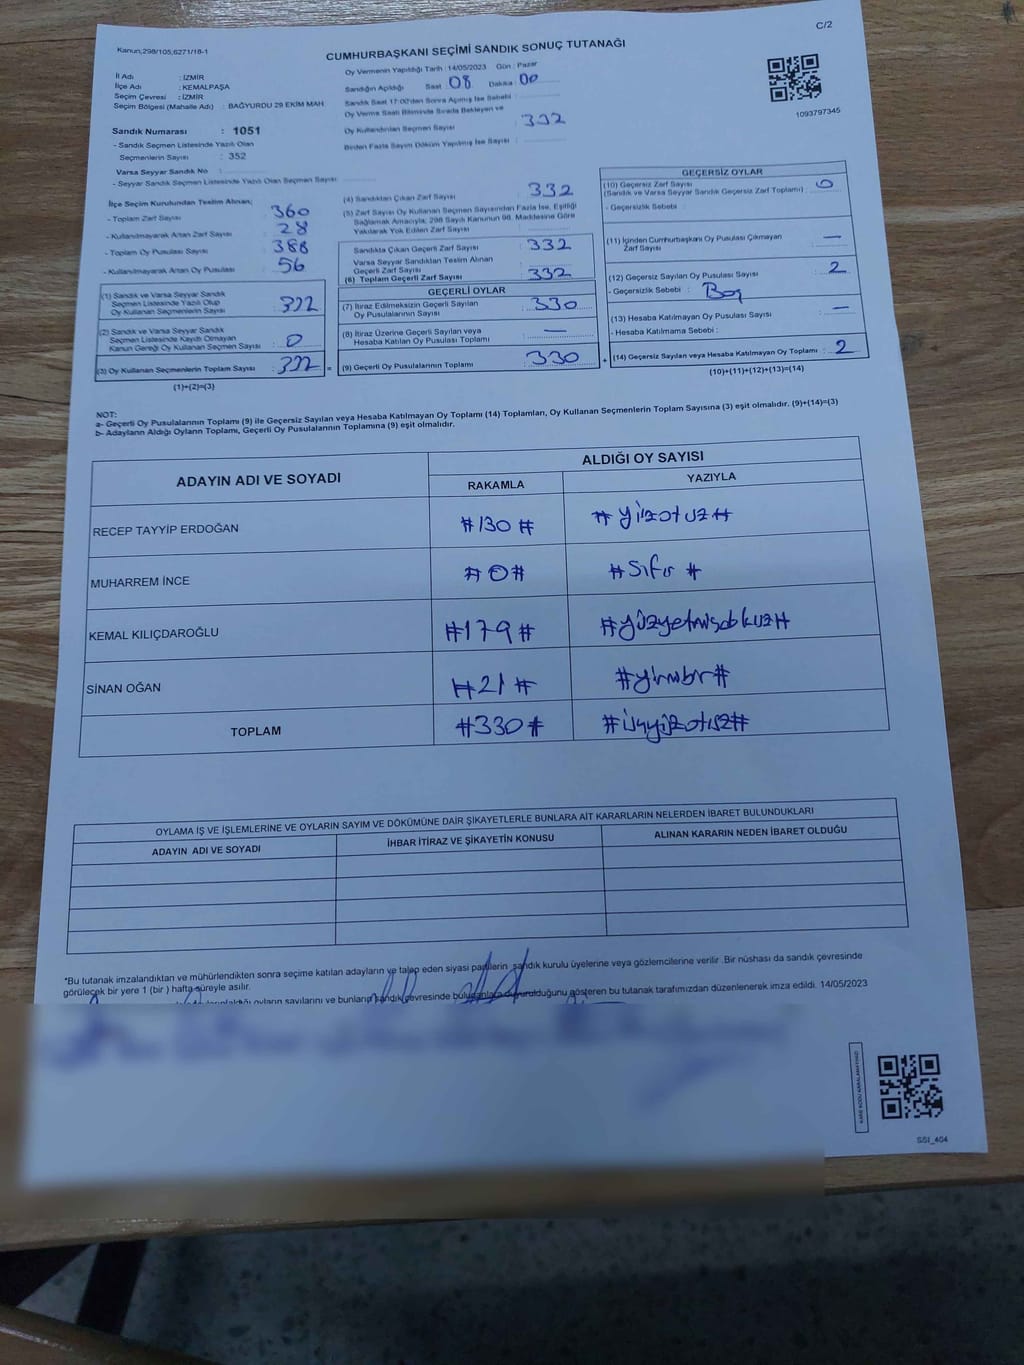 C/2
Kanun;298/105,6271/18-1
CUMHURBAŞKANI SEÇİMİ SANDIK SONUÇ TUTANAĞI
İl Adı : İZMİR
İlçe Adı : KEMALPAŞA
Seçim Çevresi : İZMİR
Seçim Bölgesi (Mahalle Adı) : BAĞYURDU 29 EKİM MAH
Oy Vermenin Yapıldığı Tarih : 14/05/2023 Gün : Pazar
Sandığın Açıldığı Saat : 08 Dakika : 00
Sandık Saat 17:00'den Sonra Açılmış İse Sebebi :
Oy Verme Saati Bitiminde Sırada Bekleyen ve
Oy Kullandırılan Seçmen Sayısı : 332
Birden Fazla Sayım Döküm Yapılmış İse Sayısı :
1093797345
Sandık Numarası : 1051
- Sandık Seçmen Listesinde Yazılı Olan
Seçmenlerin Sayısı : 352
Varsa Seyyar Sandık No :
- Seyyar Sandık Seçmen Listesinde Yazılı Olan Seçmen Sayısı:
İlçe Seçim Kurulundan Teslim Alınan;
- Toplam Zarf Sayısı : 360
- Kullanılmayarak Artan Zarf Sayısı : 28
- Toplam Oy Pusulası Sayısı : 388
- Kullanılmayarak Artan Oy Pusulası : 56
(1) Sandık ve Varsa Seyyar Sandık
Seçmen Listesinde Yazılı Olup
Oy Kullanan Seçmen Sayısı : 332
(2) Sandık ve Varsa Seyyar Sandık
Seçmen Listesinde Kayıtlı Olmayan
Kanun Gereği Oy Kullanan Seçmen Sayısı : 0
(3) Oy Kullanan Seçmenlerin Toplam Sayısı : 332 =
(1)+(2)=(3)
(4) Sandıktan Çıkan Zarf Sayısı : 332
(5) Zarf Sayısı Oy Kullanan Seçmen Sayısından Fazla İse, Eşitliği
Sağlamak Amacıyla; 298 Sayılı Kanunun 98. Maddesine Göre
Yakılarak Yok Edilen Zarf Sayısı :
Sandıkta Çıkan Geçerli Zarf Sayısı : 332
Varsa Seyyar Sandıktan Teslim Alınan
Geçerli Zarf Sayısı :
(6) Toplam Geçerli Zarf Sayısı : 332
GEÇERLİ OYLAR
(7) İtiraz Edilmeksizin Geçerli Sayılan
Oy Pusulalarının Sayısı : 330
(8) İtiraz Üzerine Geçerli Sayılan veya
Hesaba Katılan Oy Pusulası Toplamı : —
(9) Geçerli Oy Pusulalarının Toplamı : 330 +
GEÇERSİZ OYLAR
(10) Geçersiz Zarf Sayısı : 0
(Sandık ve Varsa Seyyar Sandık Geçersiz Zarf Toplamı)
- Geçersizlik Sebebi :
(11) İçinden Cumhurbaşkanı Oy Pusulası Çıkmayan
Zarf Sayısı : —
(12) Geçersiz Sayılan Oy Pusulası Sayısı : 2
- Geçersizlik Sebebi : Boş
(13) Hesaba Katılmayan Oy Pusulası Sayısı : —
- Hesaba Katılmama Sebebi :
(14) Geçersiz Sayılan veya Hesaba Katılmayan Oy Toplamı : 2
(10)+(11)+(12)+(13)=(14)
NOT:
a- Geçerli Oy Pusulalarının Toplamı (9) ile Geçersiz Sayılan veya Hesaba Katılmayan Oy Toplamı (14) Toplamları, Oy Kullanan Seçmenlerin Toplam Sayısına (3) eşit olmalıdır. (9)+(14)=(3)
b- Adayların Aldığı Oyların Toplamı, Geçerli Oy Pusulalarının Toplamına (9) eşit olmalıdır.
ADAYIN ADI VE SOYADI
ALDIĞI OY SAYISI
RAKAMLA YAZIYLA
RECEP TAYYİP ERDOĞAN #130# #yüzotuz#
MUHARREM İNCE #0# #Sıfır#
KEMAL KILIÇDAROĞLU #179# #yüzyetmişdokuz#
SİNAN OĞAN #21# #yirmibir#
TOPLAM #330# #üçyüzotuz#
OYLAMA İŞ VE İŞLEMLERİNE VE OYLARIN SAYIM VE DÖKÜMÜNE DAİR ŞİKAYETLERLE BUNLARA AİT KARARLARIN NELERDEN İBARET BULUNDUKLARI
ADAYIN ADI VE SOYADI İHBAR İTİRAZ VE ŞİKAYETİN KONUSU ALINAN KARARIN NEDEN İBARET OLDUĞU
*Bu tutanak imzalandıktan ve mühürlendikten sonra seçime katılan adayların ve talep eden siyasi partilerin sandık kurulu üyelerine veya gözlemcilerine verilir .Bir nüshası da sandık çevresinde
görülecek bir yere 1 (bir ) hafta süreyle asılır.
oyların sayılarını ve bunların sandık çevresinde bulunanlara duyurulduğunu gösteren bu tutanak tarafımızdan düzenlenerek imza edildi. 14/05/2023
KARE KODU KARALAMAYINIZ!
SS1_404